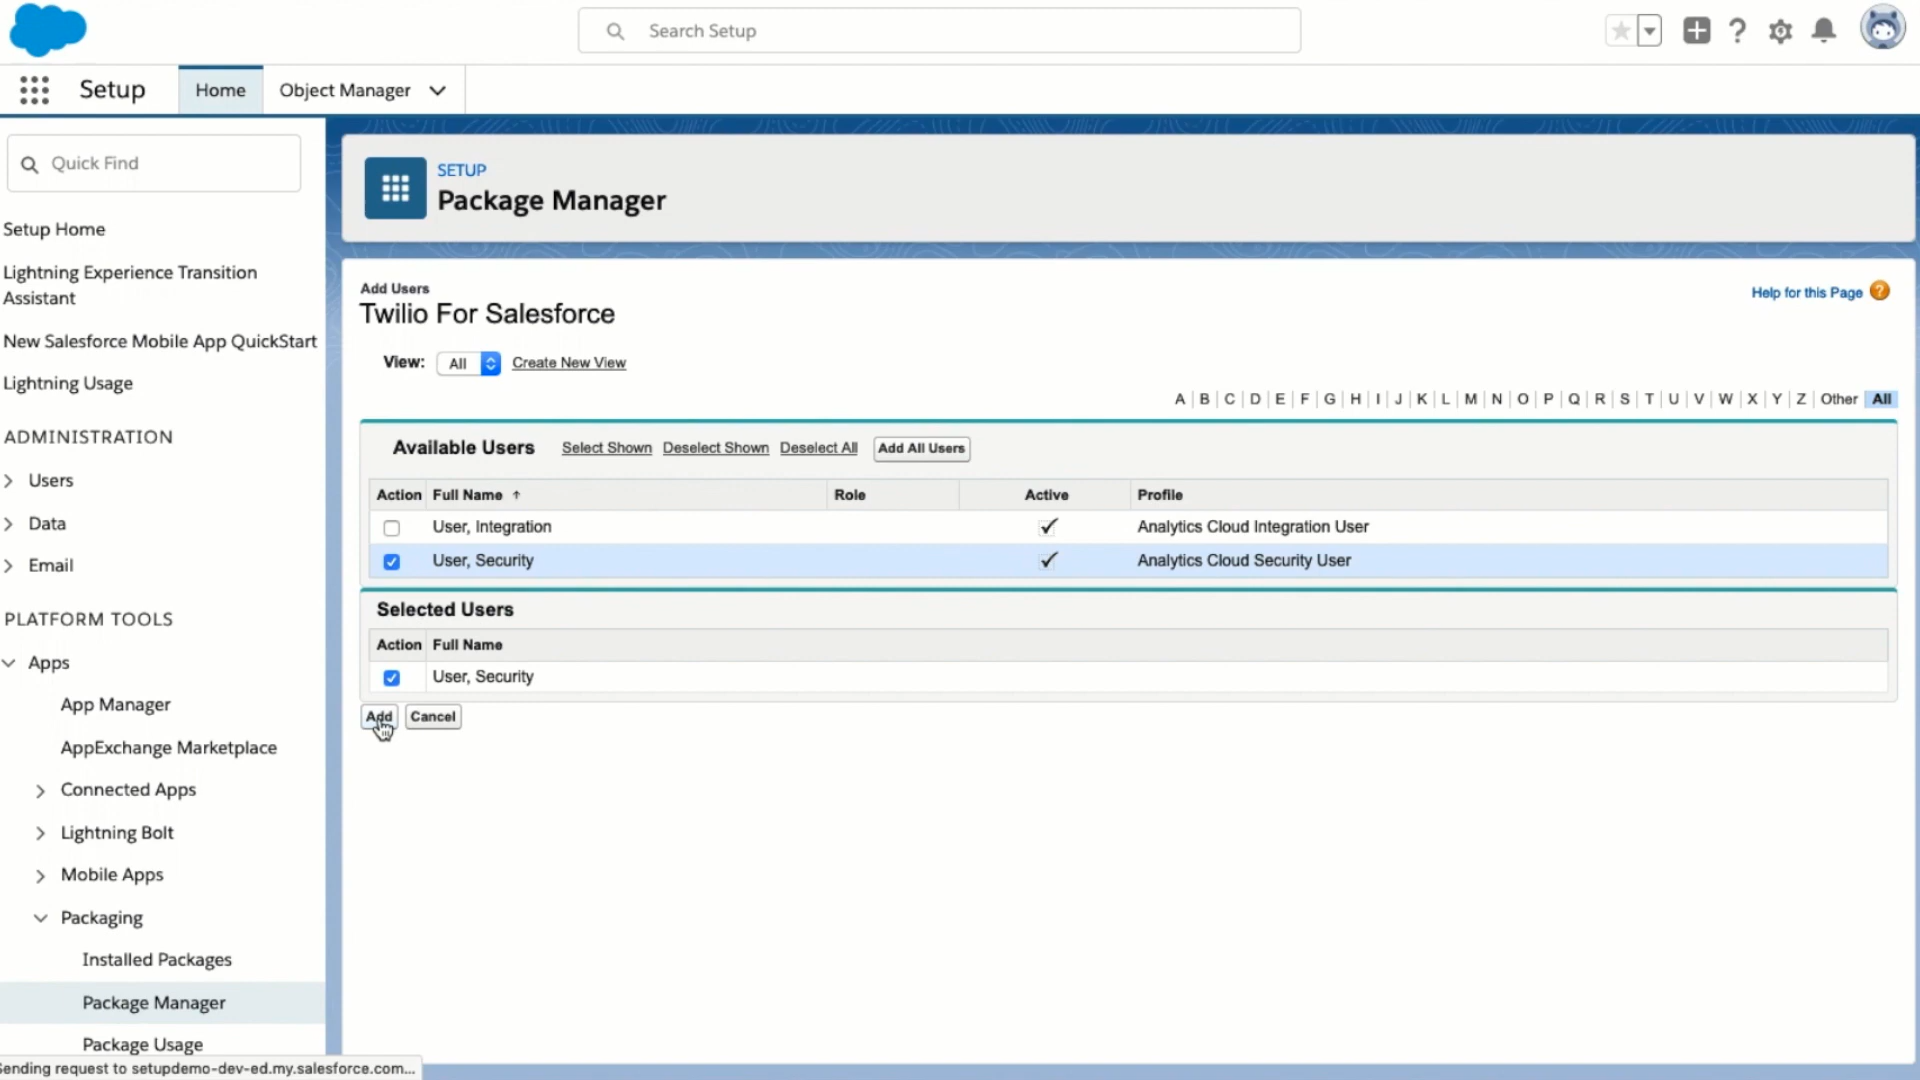 Search Setup
Setup
Home
Object Manager
Quick Find
Setup Home
Lightning Experience Transition
Assistant
New Salesforce Mobile App QuickStart
Lightning Usage
ADMINISTRATION
Users
Data
Email
PLATFORM TOOLS
Apps
App Manager
AppExchange Marketplace
Connected Apps
Lightning Bolt
Mobile Apps
Packaging
Installed Packages
Package Manager
Package Usage
Sending request to setupdemo-dev-ed.my.salesforce.com...
SETUP
Package Manager
Add Users
Twilio For Salesforce
Help for this Page ?
View: All Create New View
A | B | C | D | E | F | G | H | I | J | K | L | M | N | O | P | Q | R | S | T | U | V | W | X | Y | Z | Other | All
Available Users Select Shown Deselect Shown Deselect All Add All Users
Action Full Name ↑ Role Active Profile
User, Integration ✓ Analytics Cloud Integration User
User, Security ✓ Analytics Cloud Security User
Selected Users
Action Full Name
User, Security
Add Cancel